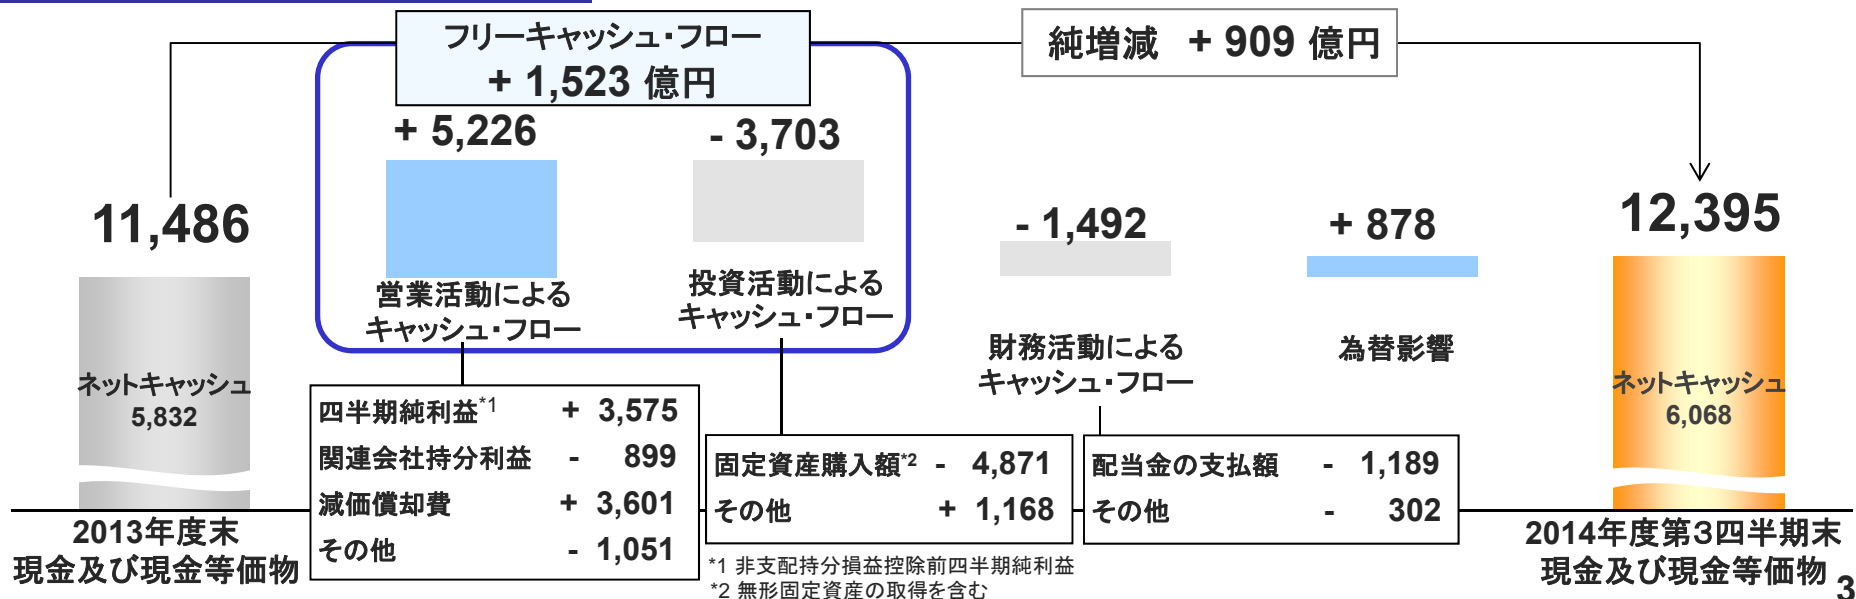 フリーキャッシュ・フロー
+ 1,523 億円
純増減 + 909 億円
+ 5,226
- 3,703
11,486
- 1,492
+ 878
12,395
営業活動による
キャッシュ・フロー
投資活動による
キャッシュ・フロー
財務活動による
キャッシュ・フロー
為替影響
ネットキャッシュ
5,832
ネットキャッシュ
6,068
四半期純利益*1 + 3,575
関連会社持分利益 - 899
減価償却費 + 3,601
その他 - 1,051
固定資産購入額*2 - 4,871
その他 + 1,168
配当金の支払額 - 1,189
その他 - 302
2013年度末
現金及び現金等価物
2014年度第3四半期末
現金及び現金等価物
*1 非支配持分損益控除前四半期純利益
*2 無形固定資産の取得を含む
3